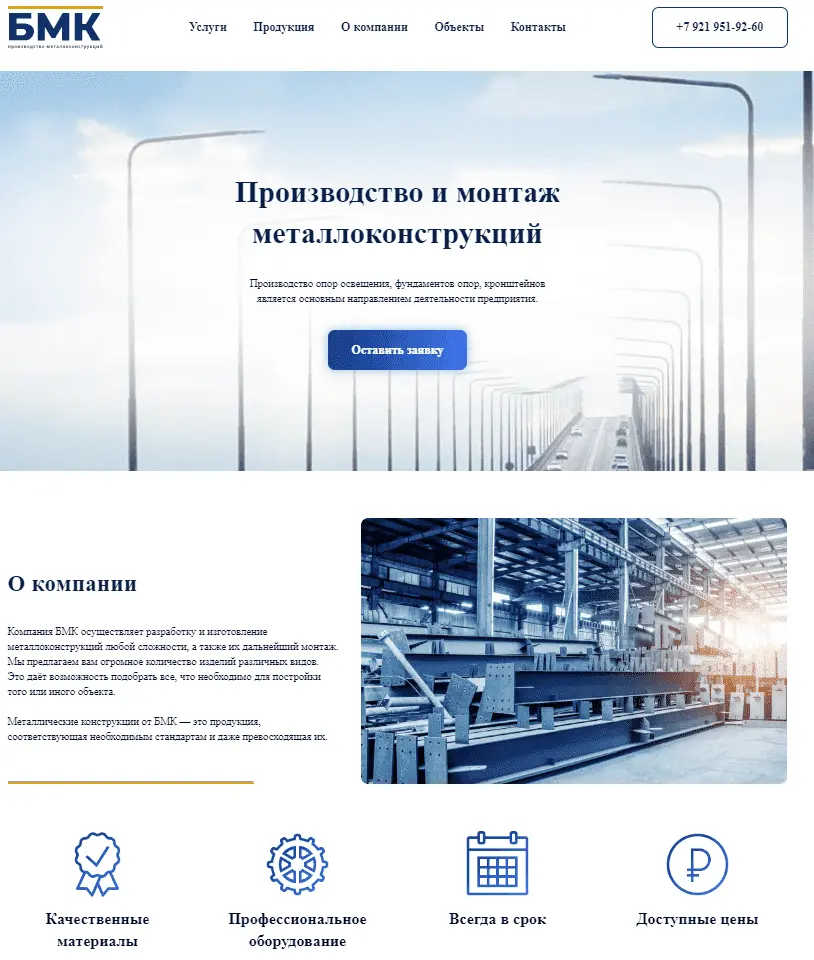 БМК
производство металлоконструкций
Услуги Продукция О компании Объекты Контакты
+7 921 951-92-60
Производство и монтаж
металлоконструкций
Производство опор освещения, фундаментов опор, кронштейнов
является основным направлением деятельности предприятия.
Оставить заявку
О компании
Компания БМК осуществляет разработку и изготовление
металлоконструкций любой сложности, а также их дальнейший монтаж.
Мы предлагаем вам огромное количество изделий различных видов.
Это даёт возможность подобрать все, что необходимо для постройки
того или иного объекта.
Металлические конструкции от БМК — это продукция,
соответствующая необходимым стандартам и даже превосходящая их.
Качественные
материалы
Профессиональное
оборудование
Всегда в срок
Доступные цены